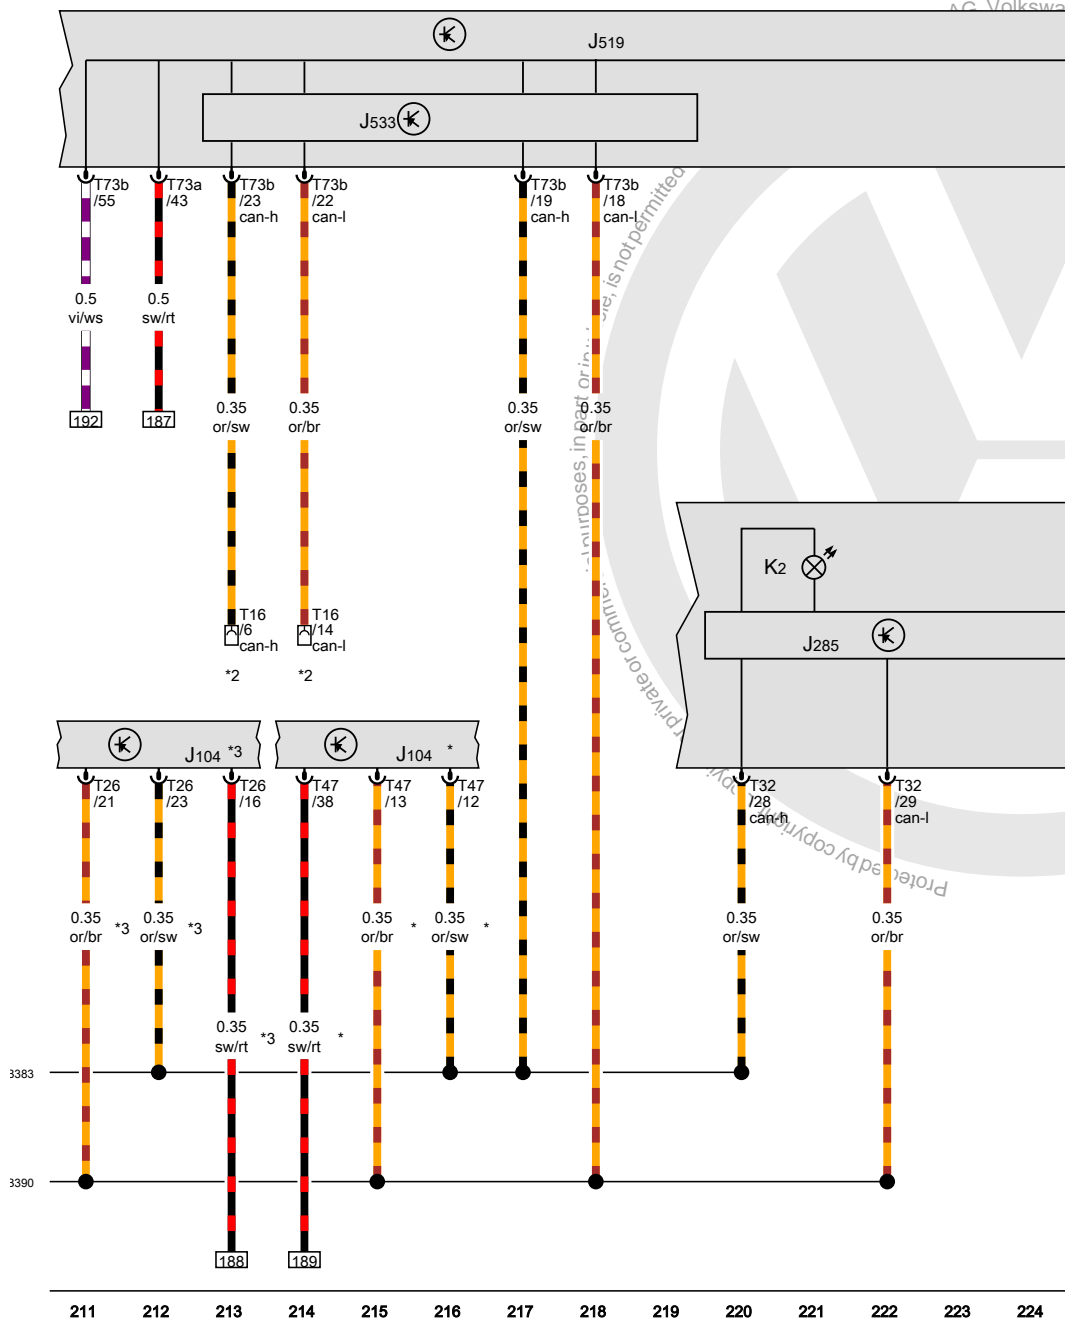 AG. Volkswa
J519
J533
T73b
/55
T73a
/43
T73b
/23
can-h
T73b
/22
can-l
T73b
/19
can-h
T73b
/18
can-l
0.5
vi/ws
0.5
sw/rt
192
187
0.35
or/sw
0.35
or/br
0.35
or/sw
0.35
or/br
K2
J285
T16
/6
can-h
T16
/14
can-l
*2
*2
J104 *3
J104 *
T26
/21
T26
/23
T26
/16
T47
/38
T47
/13
T47
/12
T32
/28
can-h
T32
/29
can-l
0.35
or/br
*3
0.35
or/sw
*3
0.35
or/br
*
0.35
or/sw
*
0.35
or/sw
0.35
or/br
0.35
sw/rt
*3
0.35
sw/rt
*
3383
3390
188
189
211 212 213 214 215 216 217 218 219 220 221 222 223 224
Protected by copyright.
private or
purposes, in part or in
is not permitted